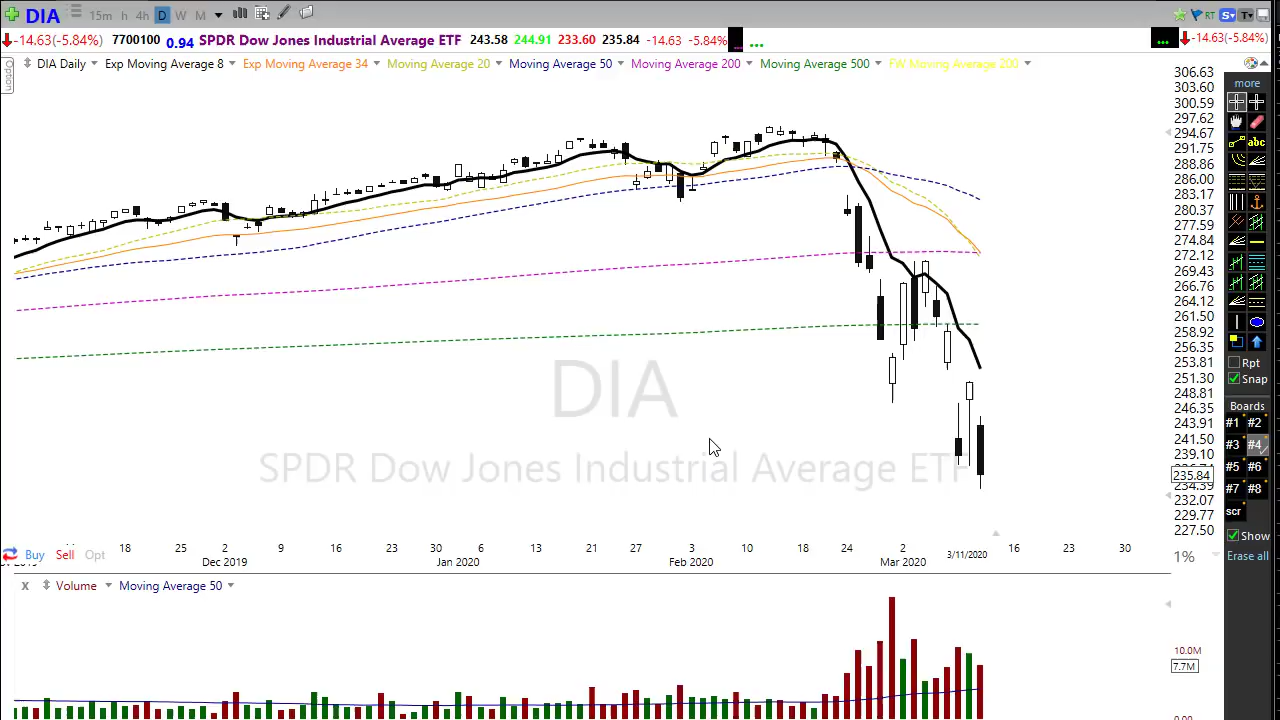 DIA 15m h 4h D W M RT S T
-14.63(-5.84%) 7700100 0.94 SPDR Dow Jones Industrial Average ETF 243.58 244.91 233.60 235.84 -14.63 -5.84% ... ... -14.63(-5.84%)
Option
DIA Daily Exp Moving Average 8 Exp Moving Average 34 Moving Average 20 Moving Average 50 Moving Average 200 Moving Average 500 FW Moving Average 200
306.63
303.60
300.59
297.62
294.67
291.75
288.86
286.00
283.17
280.37
277.59
274.84
272.12
269.43
266.76
264.12
261.50
258.92
256.35
253.81
251.30
248.81
246.35
243.91
241.50
239.10
235.84
234.39
232.07
229.77
227.50
more
abc
Rpt
Snap
Boards
#1 #2
#3 #4
#5 #6
#7 #8
scr
Show
Erase all
DIA
SPDR Dow Jones Industrial Average ETF
Buy Sell Opt
18 25 2 9 16 23 30 6 13 21 27 3 10 18 24 2 3/11/2020 16 23 30
Dec 2019 Jan 2020 Feb 2020 Mar 2020
1%
x Volume Moving Average 50
10.0M
7.7M
0.00